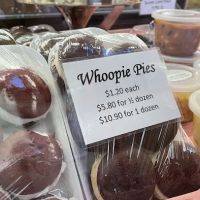 Whoopie Pies
$1.20 each
$5.80 for ½ dozen
$10.90 for 1 dozen